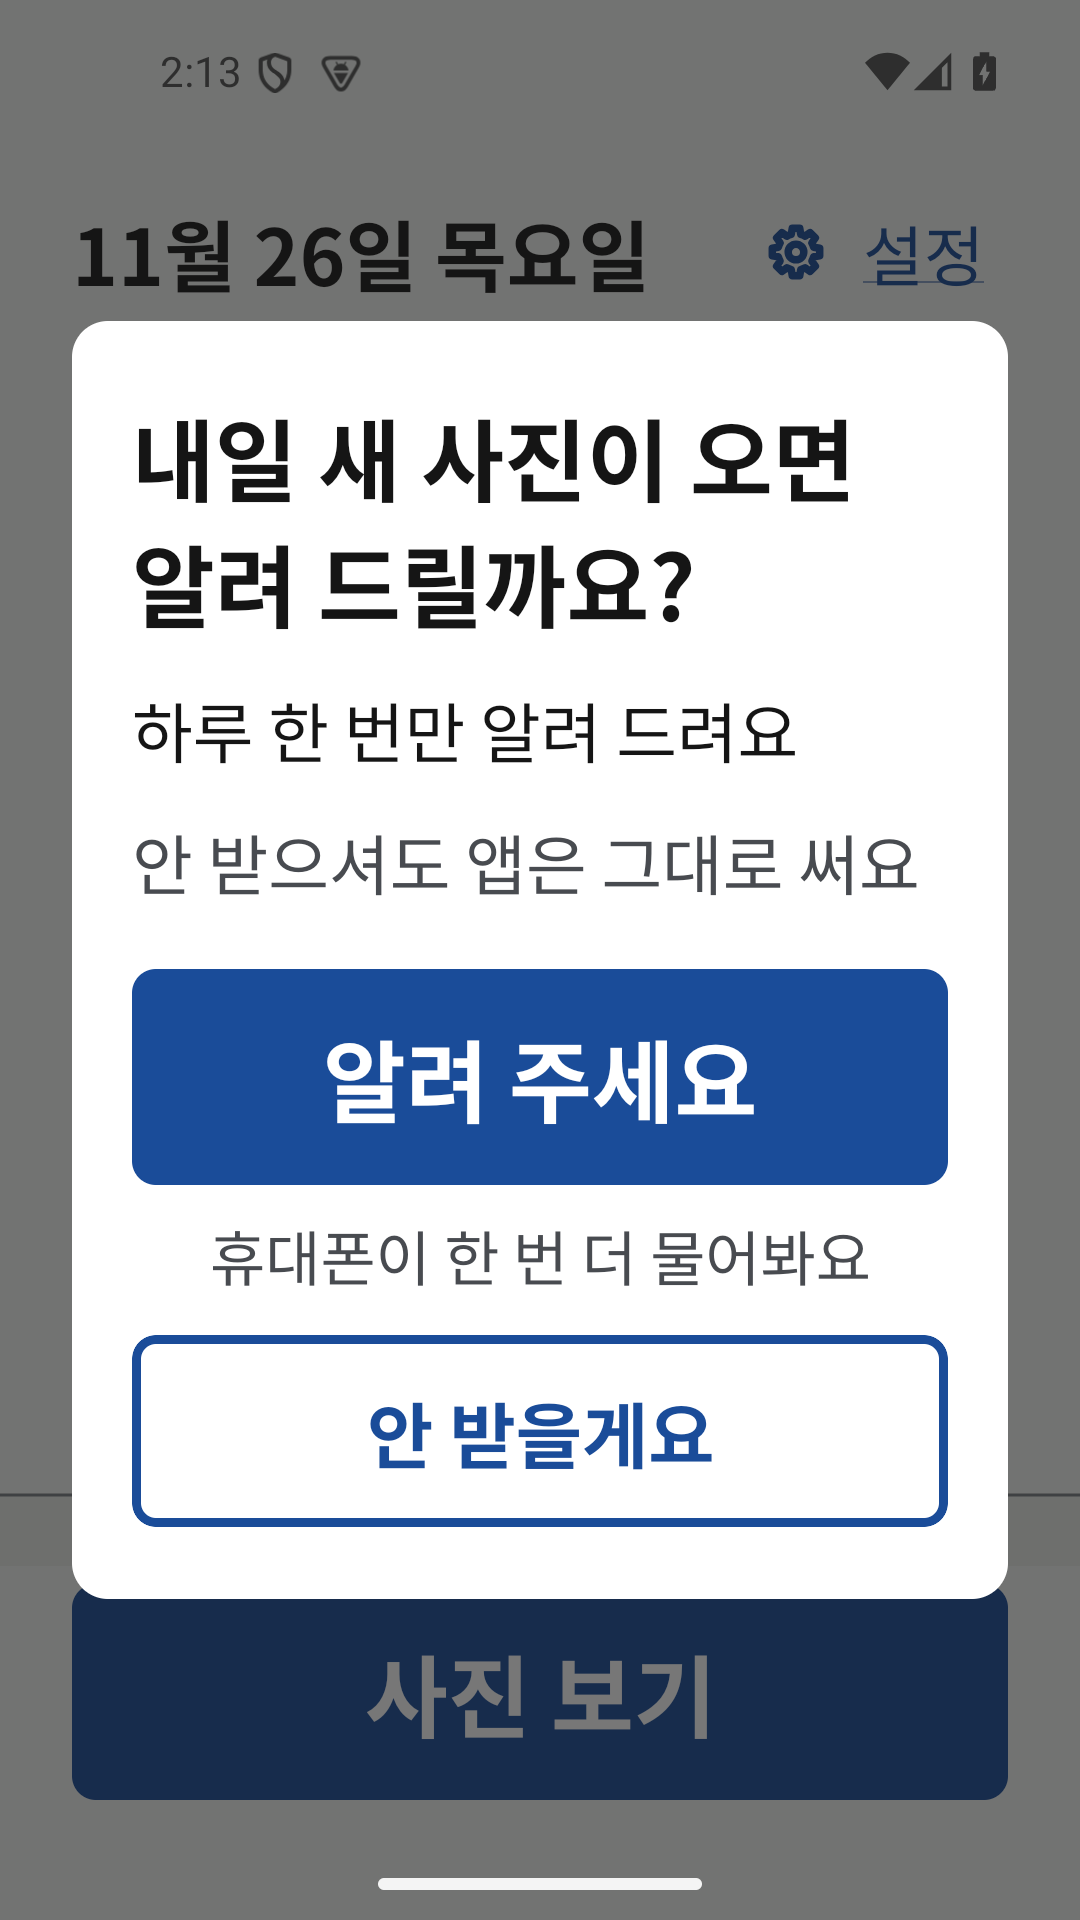 2:13
11월 26일 목요일
설정
내일 새 사진이 오면
알려 드릴까요?
하루 한 번만 알려 드려요
안 받으셔도 앱은 그대로 써요
알려 주세요
휴대폰이 한 번 더 물어봐요
안 받을게요
사진 보기